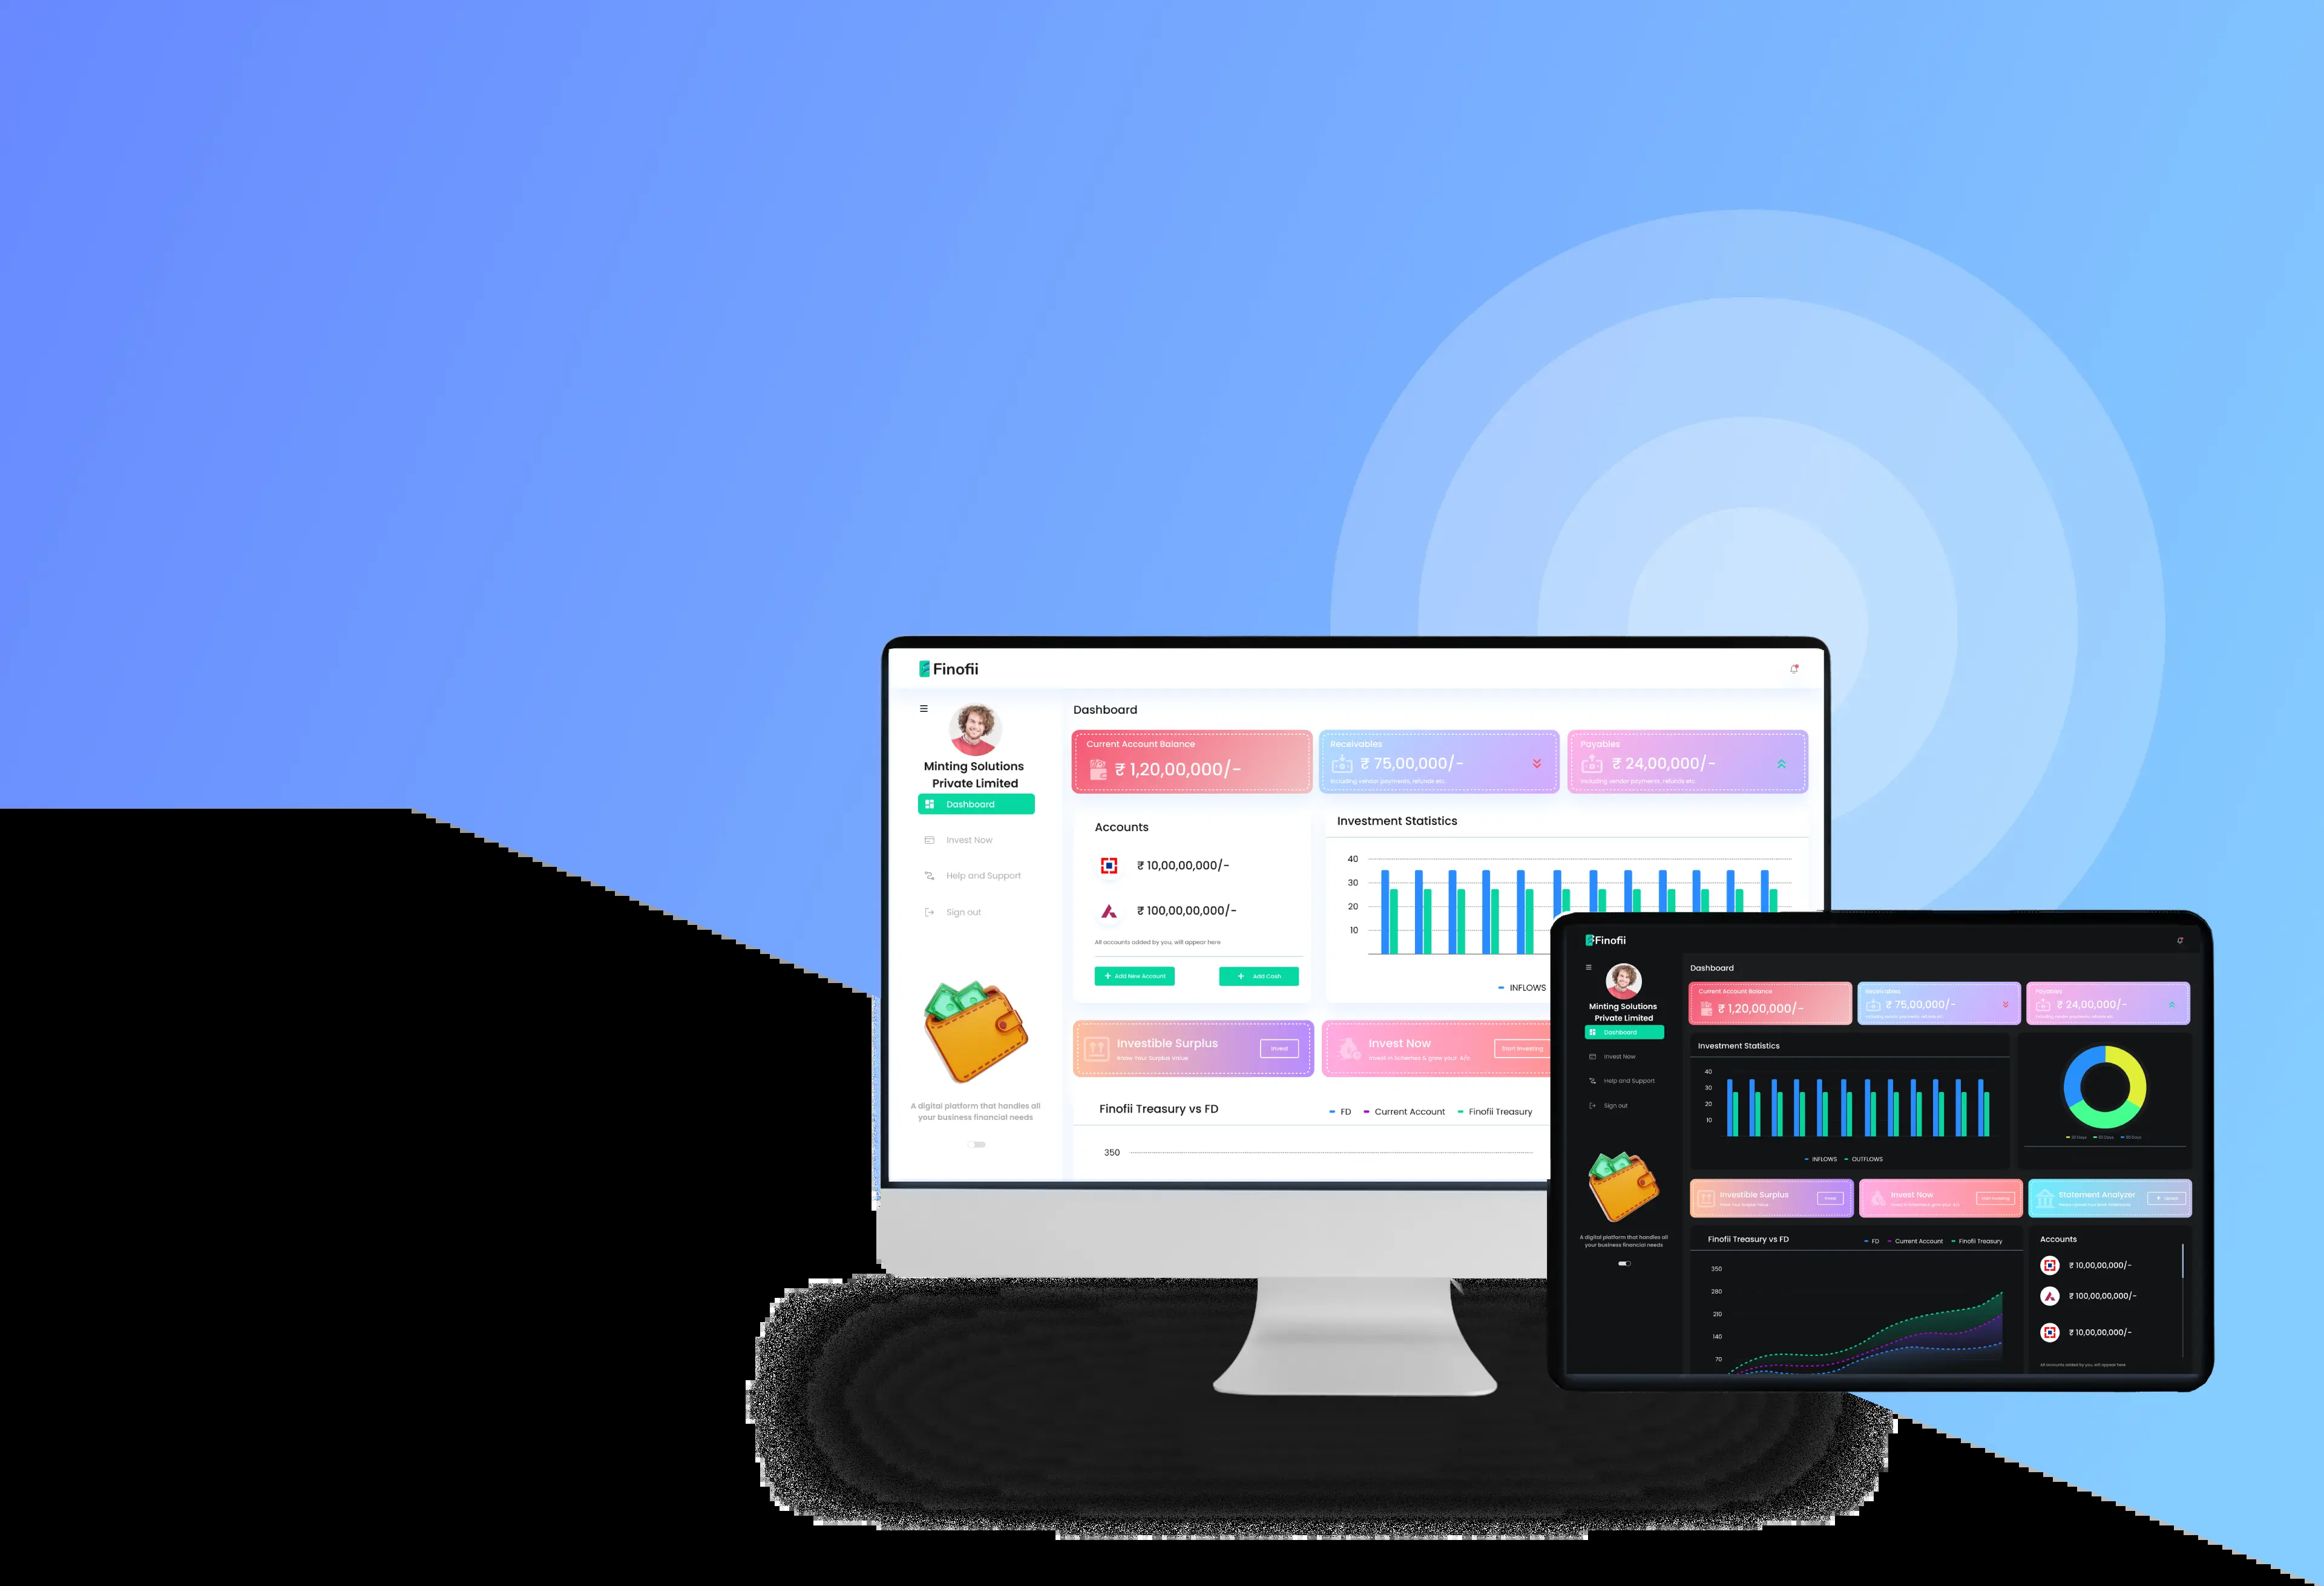 Finofii
Dashboard
Minting Solutions
Private Limited
Dashboard
Invest Now
Help and Support
Sign out
A digital platform that handles all
your business financial needs
Current Account Balance
₹ 1,20,00,000/-
Receivables
₹ 75,00,000/-
Including vendor payments, refunds etc.
Payables
₹ 24,00,000/-
Including vendor payments, refunds etc.
Accounts
₹ 10,00,00,000/-
₹ 100,00,00,000/-
All accounts added by you, will appear here
+ Add New Account
+ Add Cash
Investment Statistics
40
30
20
10
INFLOWS
Investible Surplus
Know Your Surplus Value
Invest
Invest Now
Invest in Schemes & grow your A/c
Start Investing
Finofii Treasury vs FD
FD Current Account Finofii Treasury
350
Finofii
Dashboard
Minting Solutions
Private Limited
Dashboard
Invest Now
Help and Support
Sign out
A digital platform that handles all
your business financial needs
Current Account Balance
₹ 1,20,00,000/-
Receivables
₹ 75,00,000/-
Payables
₹ 24,00,000/-
Investment Statistics
40
30
20
10
INFLOWS OUTFLOWS
Investible Surplus
Invest
Invest Now
Start Investing
Statement Analyzer
+ Upload
Finofii Treasury vs FD
FD Current Account Finofii Treasury
350
280
210
140
70
Accounts
₹ 10,00,00,000/-
₹ 100,00,00,000/-
₹ 10,00,00,000/-
All accounts added by you, will appear here